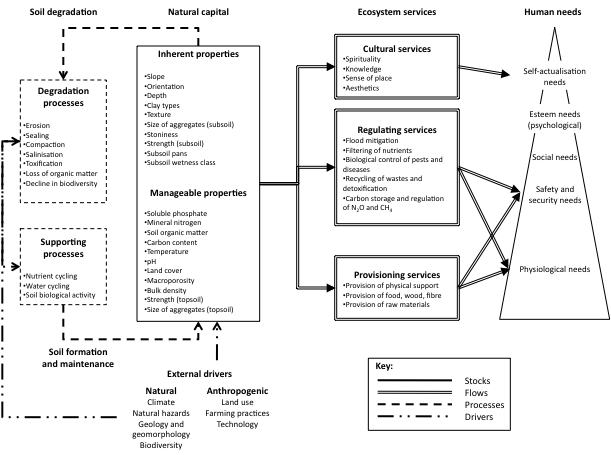 Soil degradation
Natural capital
Ecosystem services
Human needs
Degradation
processes
•Erosion
•Sealing
•Compaction
•Salinisation
•Toxification
•Loss of organic matter
•Decline in biodiversity
Supporting
processes
•Nutrient cycling
•Water cycling
•Soil biological activity
Soil formation
and maintenance
Inherent properties
•Slope
•Orientation
•Depth
•Clay types
•Texture
•Size of aggregates (subsoil)
•Stoniness
•Strength (subsoil)
•Subsoil pans
•Subsoil wetness class
Manageable properties
•Soluble phosphate
•Mineral nitrogen
•Soil organic matter
•Carbon content
•Temperature
•pH
•Land cover
•Macroporosity
•Bulk density
•Strength (topsoil)
•Size of aggregates (topsoil)
External drivers
Natural
Climate
Natural hazards
Geology and
geomorphology
Biodiversity
Anthropogenic
Land use
Farming practices
Technology
Cultural services
•Spirituality
•Knowledge
•Sense of place
•Aesthetics
Regulating services
•Flood mitigation
•Filtering of nutrients
•Biological control of pests and
diseases
•Recycling of wastes and
detoxification
•Carbon storage and regulation
of N₂O and CH₄
Provisioning services
•Provision of physical support
•Provision of food, wood, fibre
•Provision of raw materials
Self-actualisation
needs
Esteem needs
(psychological)
Social needs
Safety and
security needs
Physiological needs
Key:
Stocks
Flows
Processes
Drivers